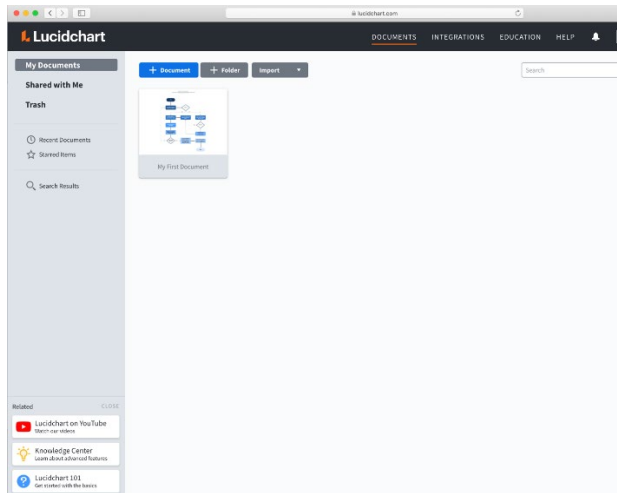 lucidchart.com
Lucidchart
DOCUMENTS INTEGRATIONS EDUCATION HELP
My Documents
Shared with Me
Trash
Recent Documents
Starred Items
Search Results
+ Document + Folder Import
Search
My First Document
Related CLOSE
Lucidchart on YouTube
Watch our videos
Knowledge Center
Learn about advanced features
Lucidchart 101
Get started with the basics